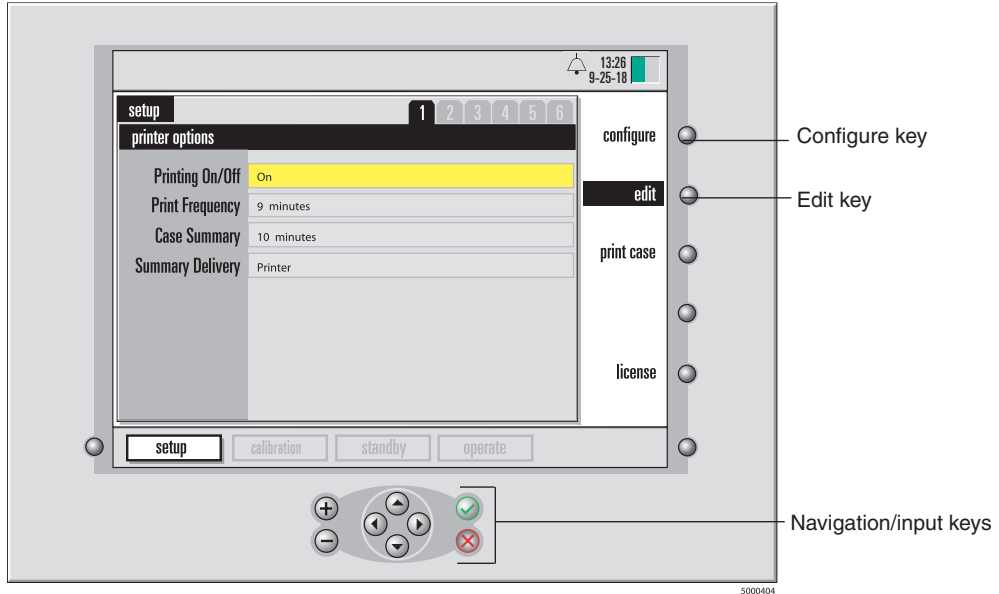 13:26
9-25-18
setup
1 2 3 4 5 6
printer options
Printing On/Off On
Print Frequency 9 minutes
Case Summary 10 minutes
Summary Delivery Printer
configure
edit
print case
license
Configure key
Edit key
setup calibration standby operate
Navigation/input keys
5000404